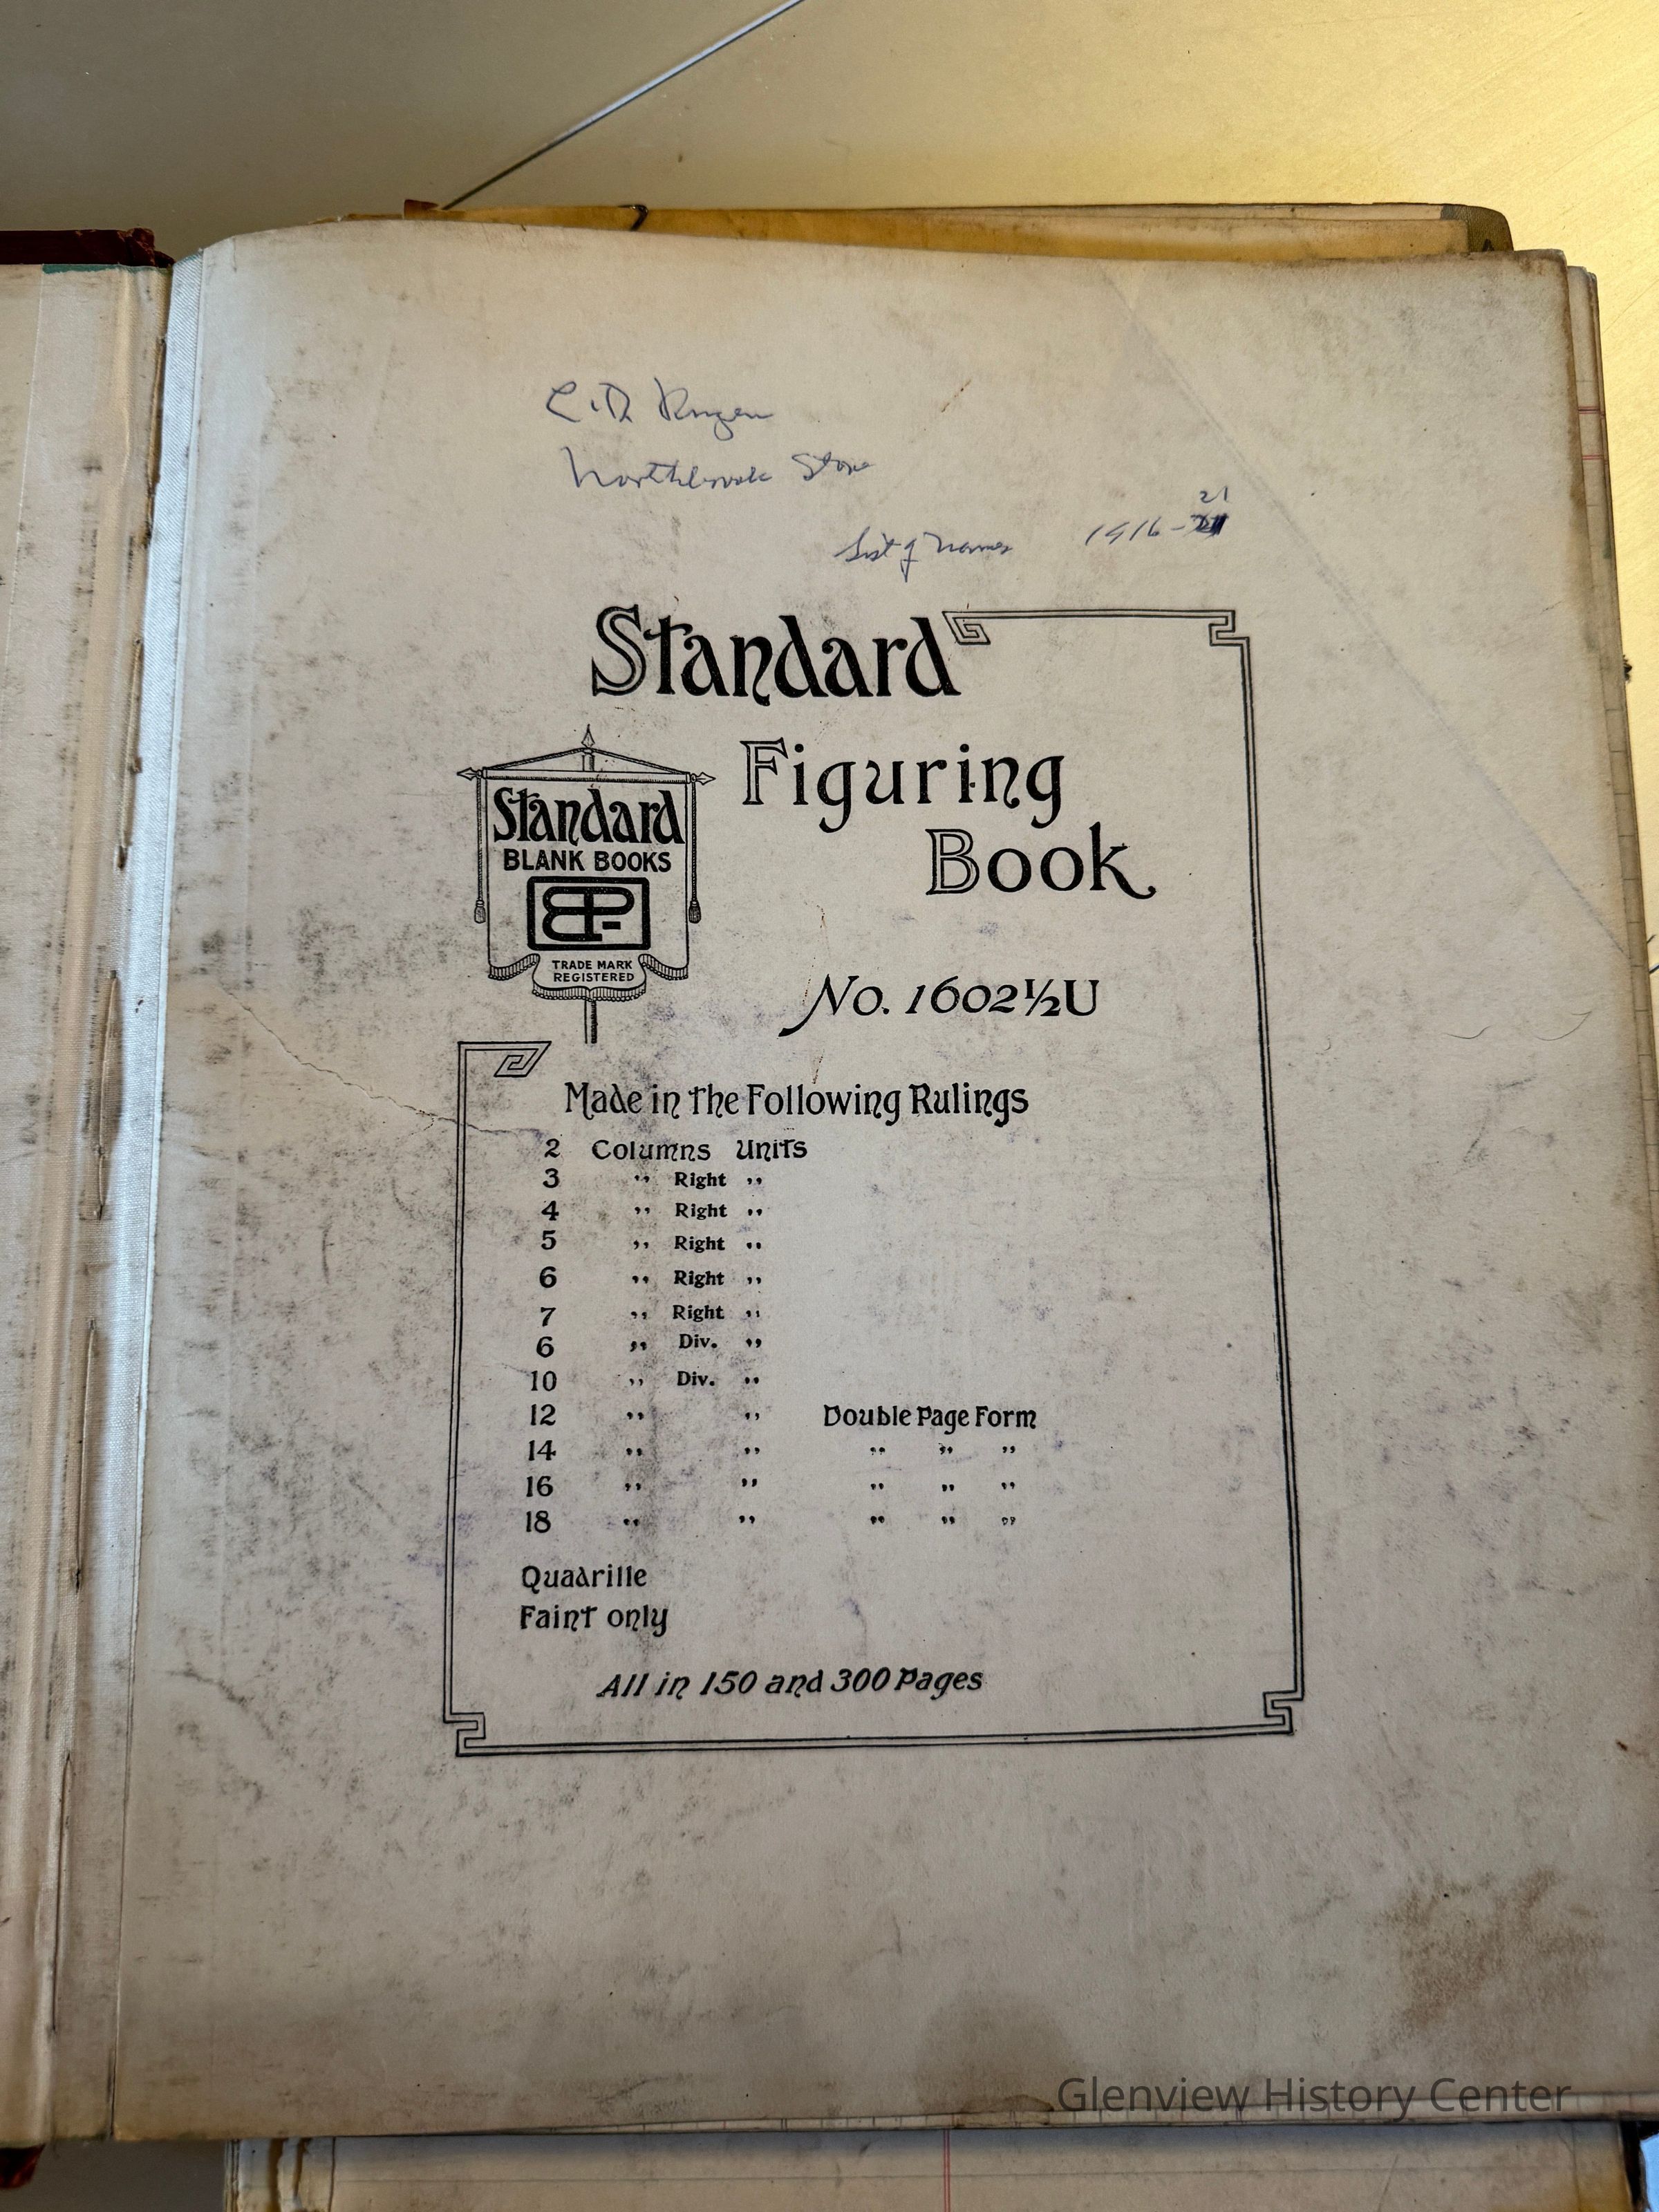 C. D. Rugen
Northbrook Store
List of Names 1916-21
Standard
Figuring
Book
Standard
BLANK BOOKS
BP
TRADE MARK
REGISTERED
No. 1602½U
Made in the Following Rulings
2 Columns Units
3 ,, Right ,,
4 ,, Right ,,
5 ,, Right ,,
6 ,, Right ,,
7 ,, Right ,,
6 ,, Div. ,,
10 ,, Div. ,,
12 ,, ,, Double Page Form
14 ,, ,, ,, ,, ,,
16 ,, ,, ,, ,, ,,
18 ,, ,, ,, ,, ,,
Quadrille
Faint only
All in 150 and 300 Pages
Glenview History Center